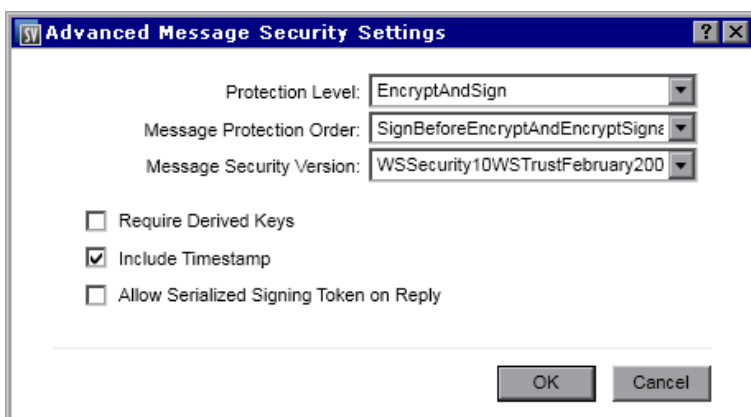 SV Advanced Message Security Settings ? X
Protection Level: EncryptAndSign
Message Protection Order: SignBeforeEncryptAndEncryptSigna
Message Security Version: WSSecurity10WSTrustFebruary200
Require Derived Keys
Include Timestamp
Allow Serialized Signing Token on Reply
OK Cancel